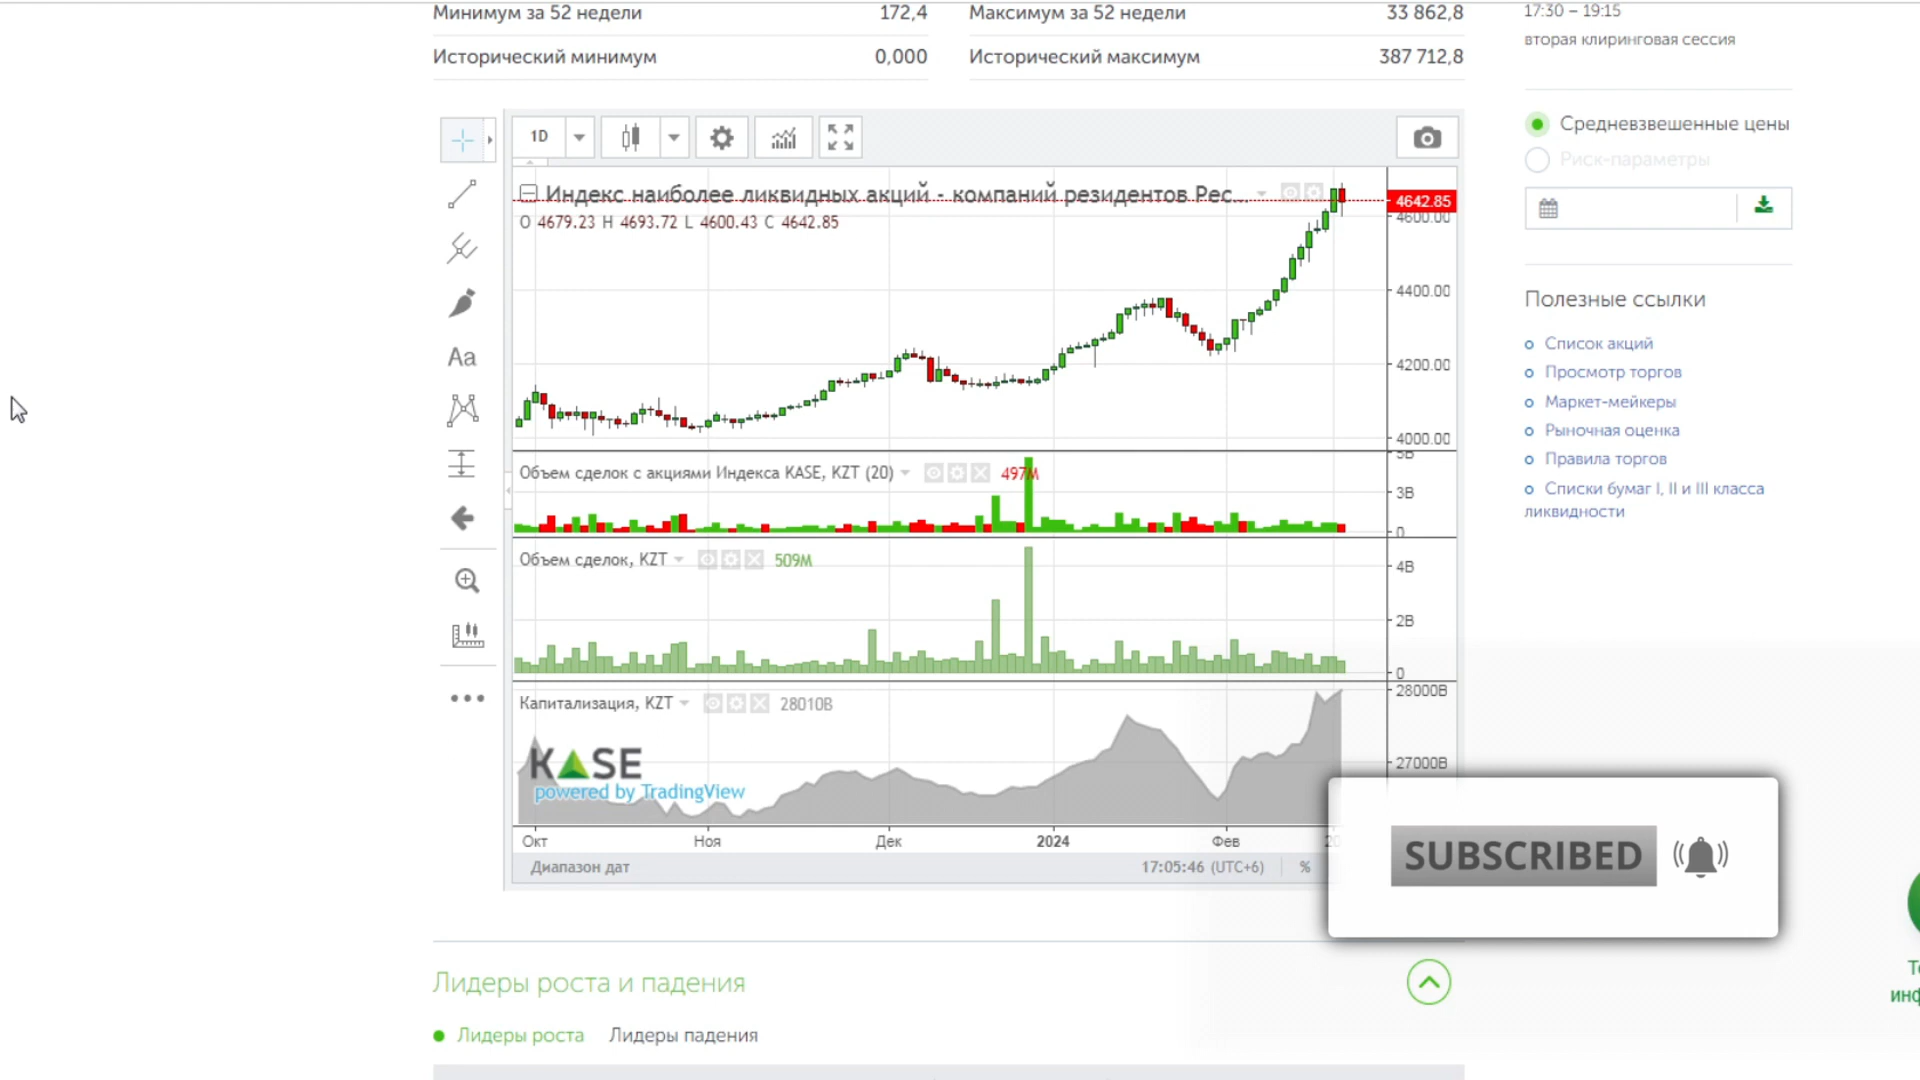 Минимум за 52 недели 172,4 Максимум за 52 недели 33 862,8
Исторический минимум 0,000 Исторический максимум 387 712,8
17:30 – 19:15
вторая клиринговая сессия
Средневзвешенные цены
Риск-параметры
1D
Индекс наиболее ликвидных акций - компаний резидентов Рес...
O 4679.23 H 4693.72 L 4600.43 C 4642.85
4642.85
4600.00
4400.00
4200.00
4000.00
Aa
Объем сделок с акциями Индекса KASE, KZT (20) 497M
5B
3B
0
Объем сделок, KZT 509M
4B
2B
0
Капитализация, KZT 28010B
28000B
27000B
KASE
powered by TradingView
Окт Ноя Дек 2024 Фев 20
Диапазон дат 17:05:46 (UTC+6) %
Полезные ссылки
Список акций
Просмотр торгов
Маркет-мейкеры
Рыночная оценка
Правила торгов
Списки бумаг I, II и III класса
ликвидности
SUBSCRIBED
Лидеры роста и падения
Лидеры роста Лидеры падения